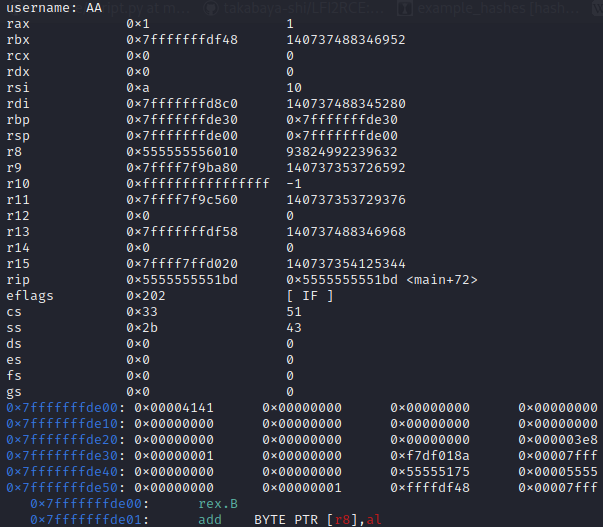 username: AA
rax 0×1 1
rbx 0×7fffffffdf48 140737488346952
rcx 0×0 0
rdx 0×0 0
rsi 0×a 10
rdi 0×7fffffffd8c0 140737488345280
rbp 0×7fffffffde30 0×7fffffffde30
rsp 0×7fffffffde00 0×7fffffffde00
r8 0×555555556010 93824992239632
r9 0×7ffff7f9ba80 140737353726592
r10 0×ffffffffffffffff -1
r11 0×7ffff7f9c560 140737353729376
r12 0×0 0
r13 0×7fffffffdf58 140737488346968
r14 0×0 0
r15 0×7ffff7ffd020 140737354125344
rip 0×5555555551bd 0×5555555551bd <main+72>
eflags 0×202 [ IF ]
cs 0×33 51
ss 0×2b 43
ds 0×0 0
es 0×0 0
fs 0×0 0
gs 0×0 0
0×7fffffffde00: 0×00004141 0×00000000 0×00000000 0×00000000
0×7fffffffde10: 0×00000000 0×00000000 0×00000000 0×00000000
0×7fffffffde20: 0×00000000 0×00000000 0×00000000 0×000003e8
0×7fffffffde30: 0×00000001 0×00000000 0×f7df018a 0×00007fff
0×7fffffffde40: 0×00000000 0×00000000 0×55555175 0×00005555
0×7fffffffde50: 0×00000000 0×00000001 0×ffffdf48 0×00007fff
0×7fffffffde00: rex.B
0×7fffffffde01: add BYTE PTR [r8],al